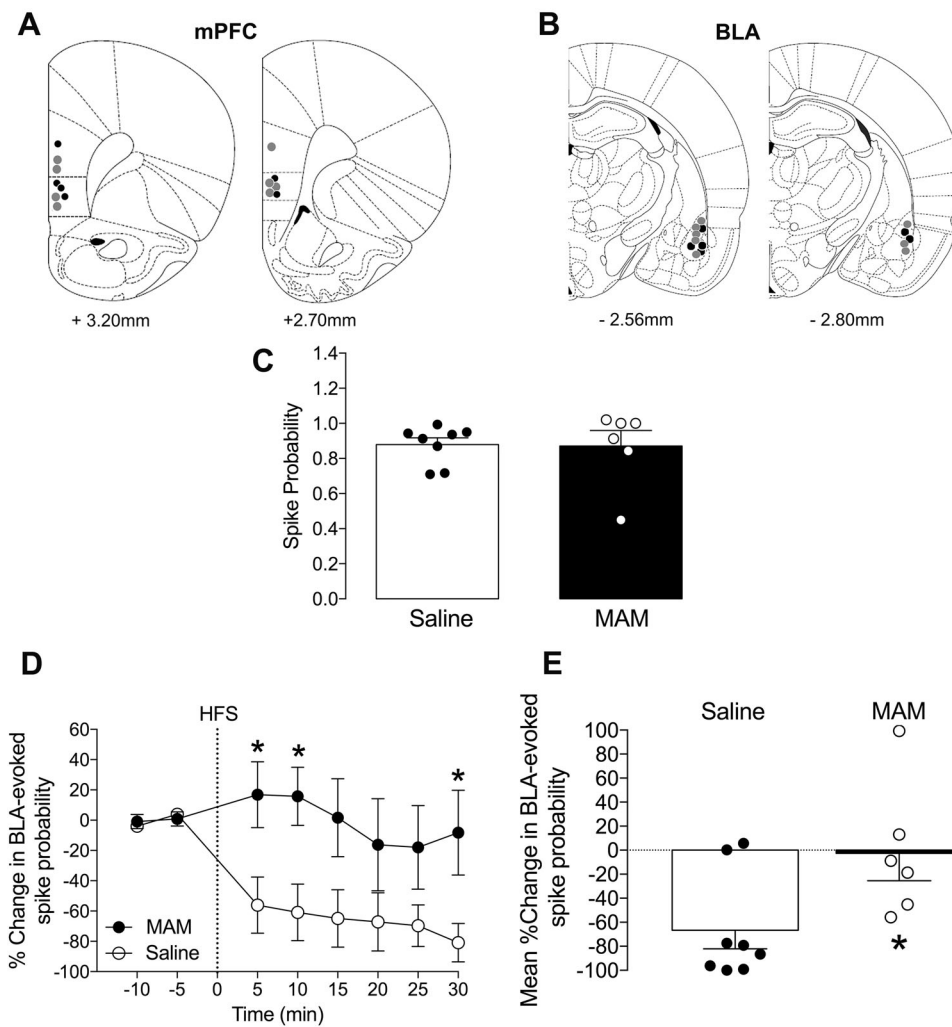 A
mPFC
B
BLA
+ 3.20mm
+2.70mm
- 2.56mm
- 2.80mm
C
Spike Probability
1.4
1.2
1.0
0.8
0.6
0.4
0.2
0.0
Saline
MAM
D
HFS
% Change in BLA-evoked
spike probability
60
40
20
0
-20
-40
-60
-80
-100
* * *
MAM
Saline
-10 -5 0 5 10 15 20 25 30
Time (min)
E
Saline
MAM
Mean %Change in BLA-evoked
spike probability
100
80
60
40
20
0
-20
-40
-60
-80
-100
*